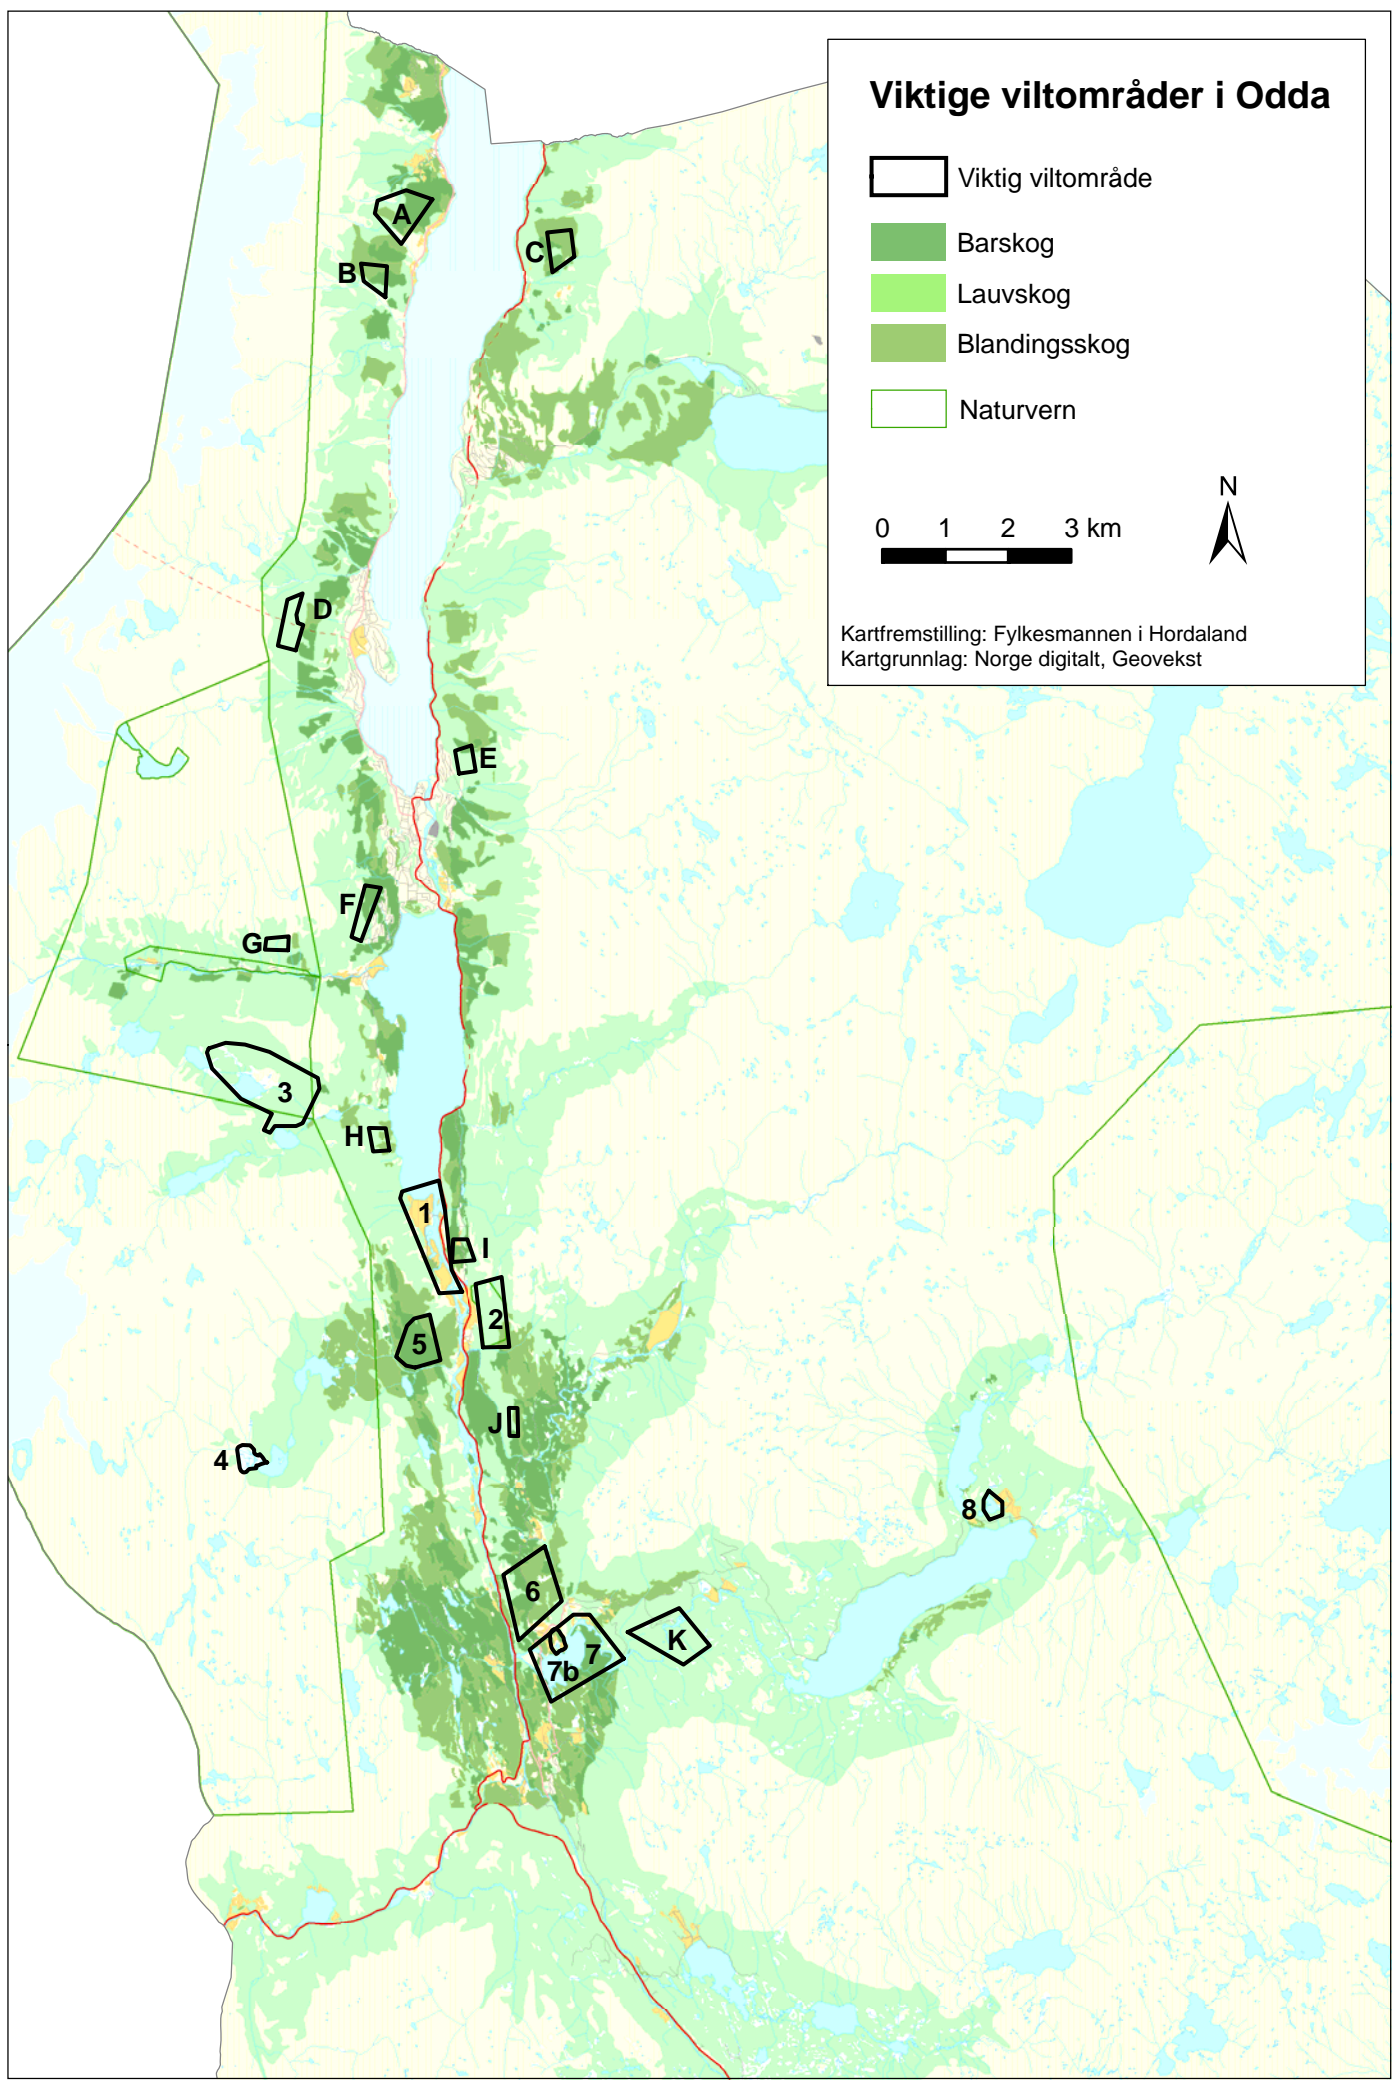 Viktige viltområder i Odda
Viktig viltområde
Barskog
Lauvskog
Blandingsskog
Naturvern
N
0 1 2 3 km
Kartfremstilling: Fylkesmannen i Hordaland
Kartgrunnlag: Norge digitalt, Geovekst
A
B
C
D
E
F
G
3
H
1
I
2
5
J
4
8
6
K
7
7b